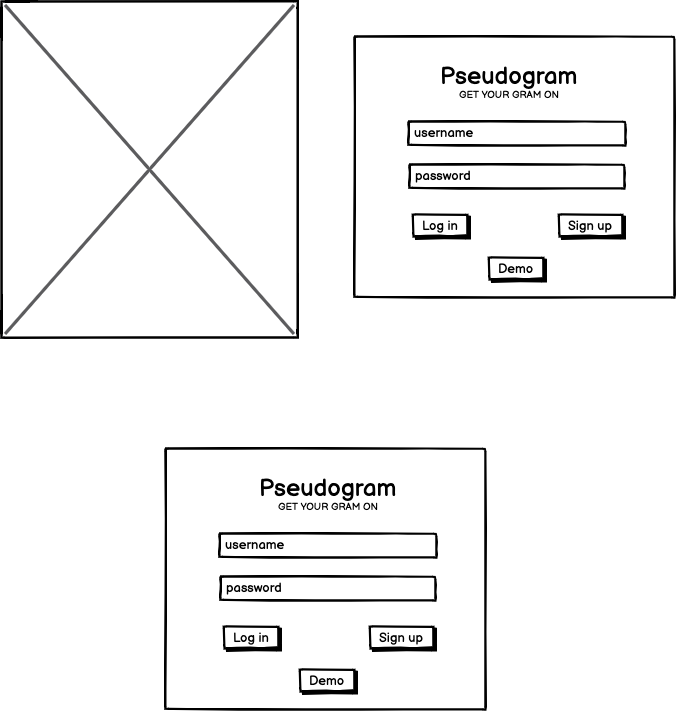 Pseudogram
GET YOUR GRAM ON
username
password
Log in
Sign up
Demo
Pseudogram
GET YOUR GRAM ON
username
password
Log in
Sign up
Demo